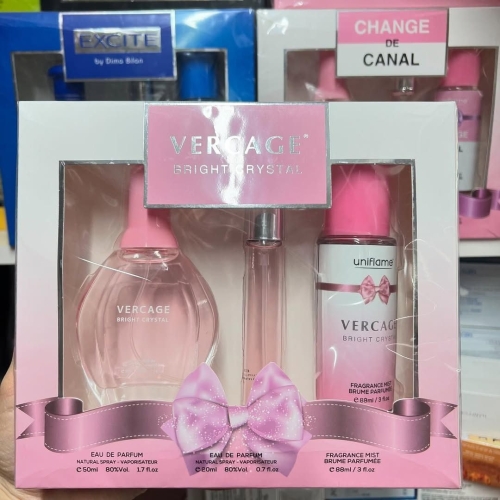 EXCITE
by Dima Bilan
CHANGE
DE
CANAL
VERCAGE
BRIGHT CRYSTAL
VERCAGE
BRIGHT CRYSTAL
uniflame
VERCAGE
BRIGHT CRYSTAL
FRAGRANCE MIST
BRUME PARFUMÉE
℮ 88ml / 3 fl.oz
EAU DE PARFUM
NATURAL SPRAY - VAPORISATEUR
℮ 50ml 80%Vol. 1.7 fl.oz
EAU DE PARFUM
NATURAL SPRAY - VAPORISATEUR
℮ 20ml 80%Vol. 0.7 fl.oz
FRAGRANCE MIST
BRUME PARFUMÉE
℮ 88ml / 3 fl.oz